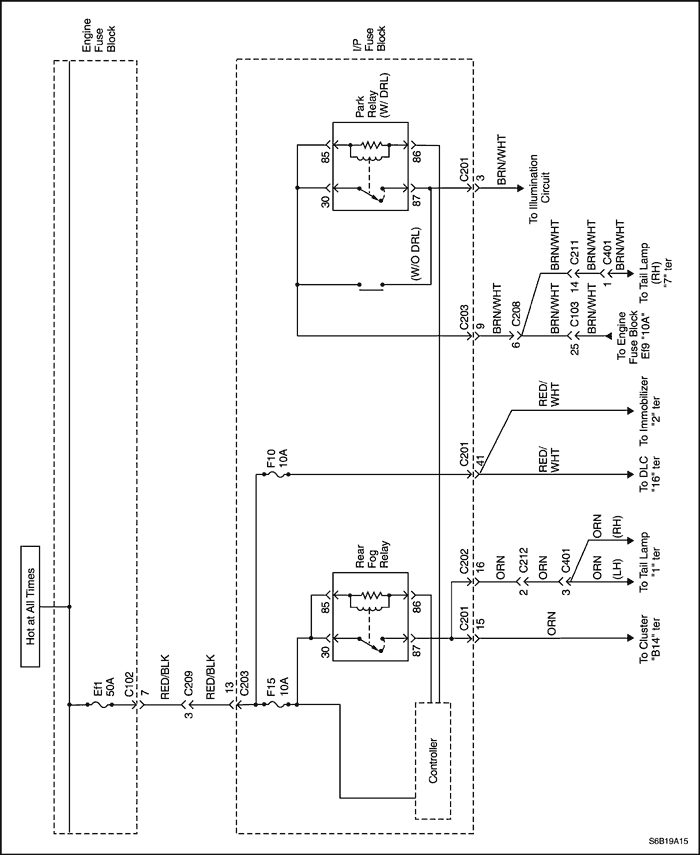 Hot at All Times
Engine
Fuse
Block
Ef1
50A
C102
7
RED/BLK
3
C209
RED/BLK
13
C203
I/P
Fuse
Block
F15
10A
F10
10A
Controller
Rear
Fog
Relay
85
86
30
87
Park
Relay
(W/ DRL)
85
86
30
87
(W/O DRL)
C201
15
ORN
To Cluster
"B14" ter
C202
16
ORN
2
C212
ORN
3
C401
ORN
(LH)
ORN
(RH)
To Tail Lamp
"1" ter
C201
41
RED/
WHT
To DLC
"16" ter
RED/
WHT
To Immobilizer
"2" ter
C203
9
BRN/WHT
6
C208
BRN/WHT
25
C103
BRN/WHT
To Engine
Fuse Block
Ef9 "10A"
BRN/WHT
14
C211
BRN/WHT
1
C401
BRN/WHT
To Tail Lamp
(RH)
"7" ter
C201
3
BRN/WHT
To Illumination
Circuit
S6B19A15